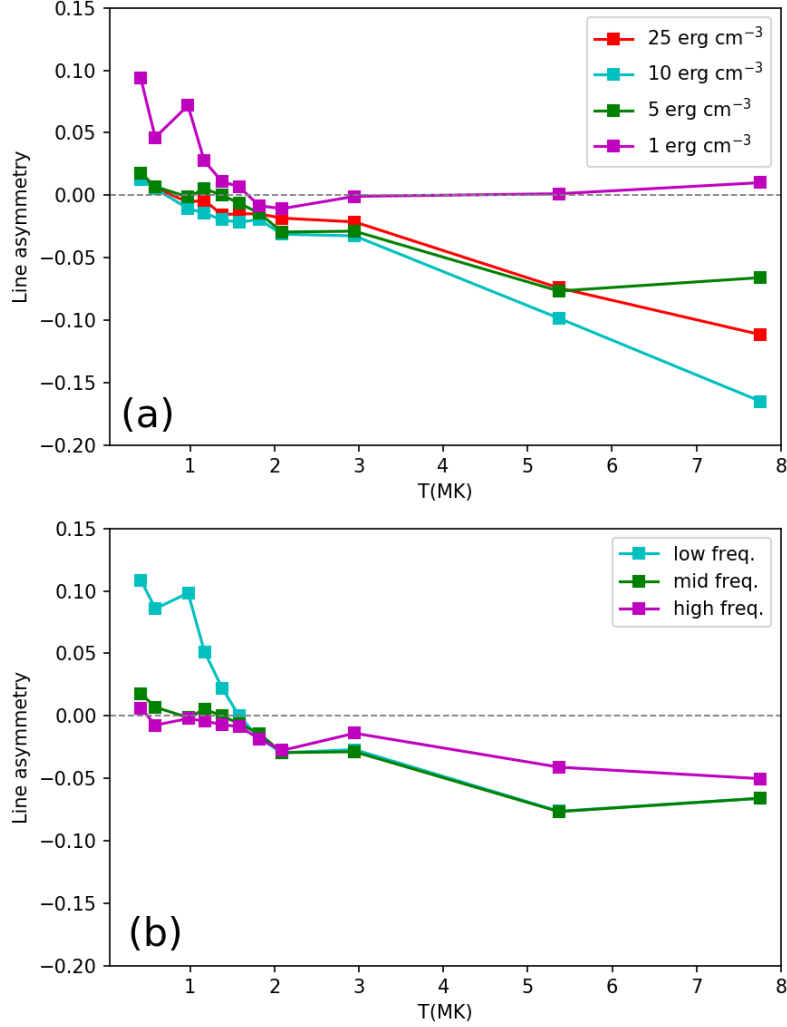 0.15
0.10
0.05
0.00
−0.05
−0.10
−0.15
−0.20
Line asymmetry
25 erg cm⁻³
10 erg cm⁻³
5 erg cm⁻³
1 erg cm⁻³
(a)
1 2 3 4 5 6 7 8
T(MK)
0.15
0.10
0.05
0.00
−0.05
−0.10
−0.15
−0.20
Line asymmetry
low freq.
mid freq.
high freq.
(b)
1 2 3 4 5 6 7 8
T(MK)